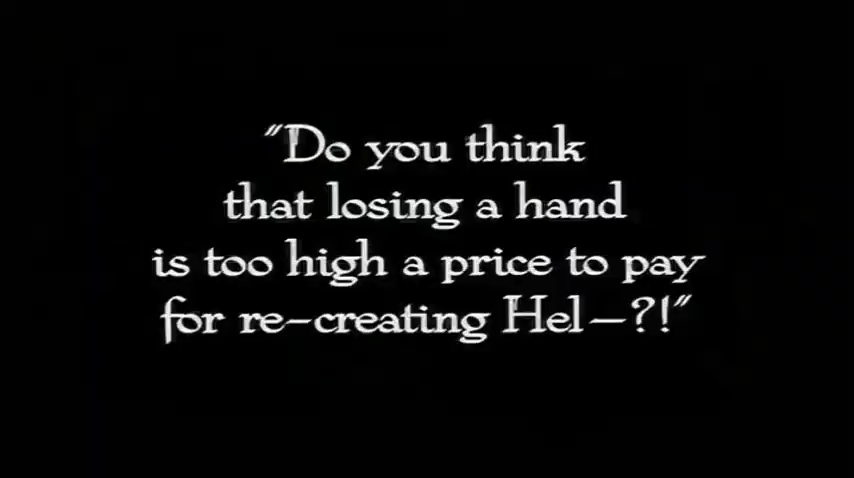 "Do you think
that losing a hand
is too high a price to pay
for re-creating Hel—?!"